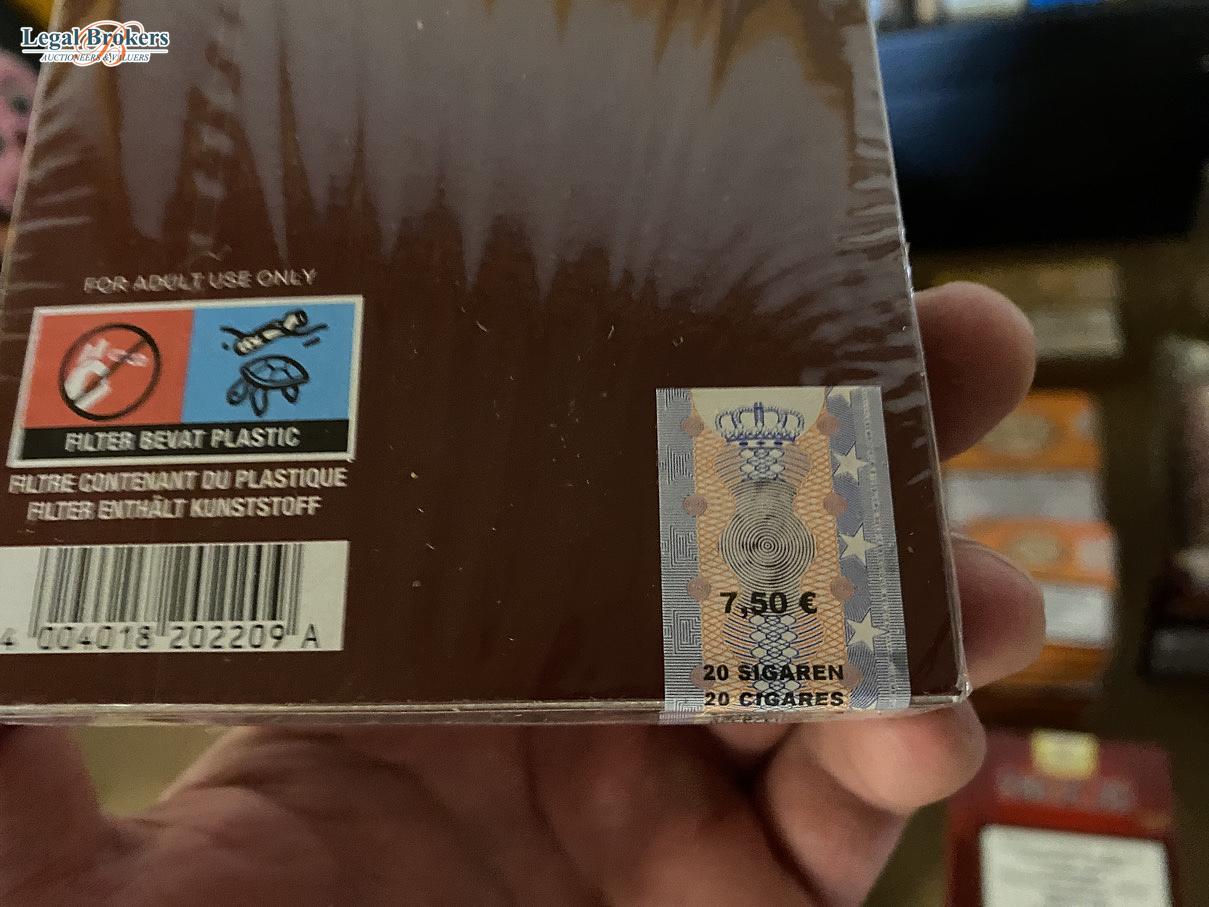 Legal Brokers
AUCTIONEERS & VALUERS
FOR ADULT USE ONLY
FILTER BEVAT PLASTIC
FILTRE CONTENANT DU PLASTIQUE
FILTER ENTHÄLT KUNSTSTOFF
4 004018 202209 A
7,50 €
20 SIGAREN
20 CIGARES